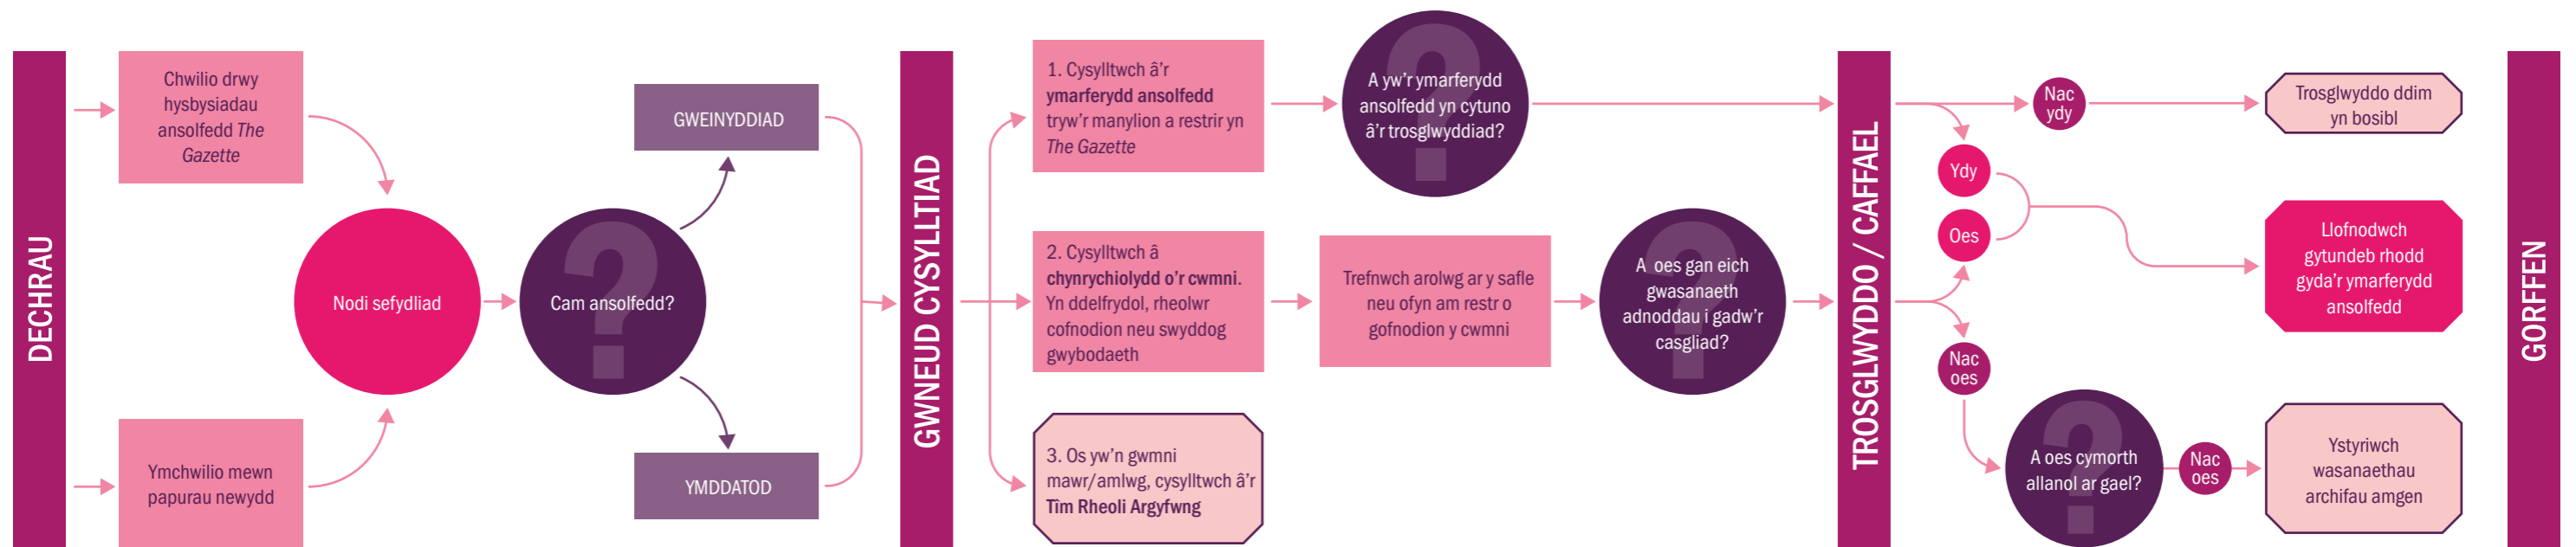 DECHRAU
Chwilio drwy
hysbysiadau
ansolfedd The
Gazette
Ymchwilio mewn
papurau newydd
Nodi sefydliad
Cam ansolfedd?
GWEINYDDIAD
YMDDATOD
GWNEUD CYSYLLTIAD
1. Cysylltwch â'r
ymarferydd ansolfedd
tryw'r manylion a restrir yn
The Gazette
A yw'r ymarferydd
ansolfedd yn cytuno
â'r trosglwyddiad?
2. Cysylltwch â
chynrychiolydd o'r cwmni.
Yn ddelfrydol, rheolwr
cofnodion neu swyddog
gwybodaeth
Trefnwch arolwg ar y safle
neu ofyn am restr o
gofnodion y cwmni
A oes gan eich
gwasanaeth
adnoddau i gadw'r
casgliad?
3. Os yw'n gwmni
mawr/amlwg, cysylltwch â'r
Tîm Rheoli Argyfwng
TROSGLWYDDO / CAFFAEL
Nac
ydy
Trosglwyddo ddim
yn bosibl
Ydy
Oes
Llofnodwch
gytundeb rhodd
gyda'r ymarferydd
ansolfedd
Nac
oes
A oes cymorth
allanol ar gael?
Nac
oes
Ystyriwch
wasanaethau
archifau amgen
GORFFEN